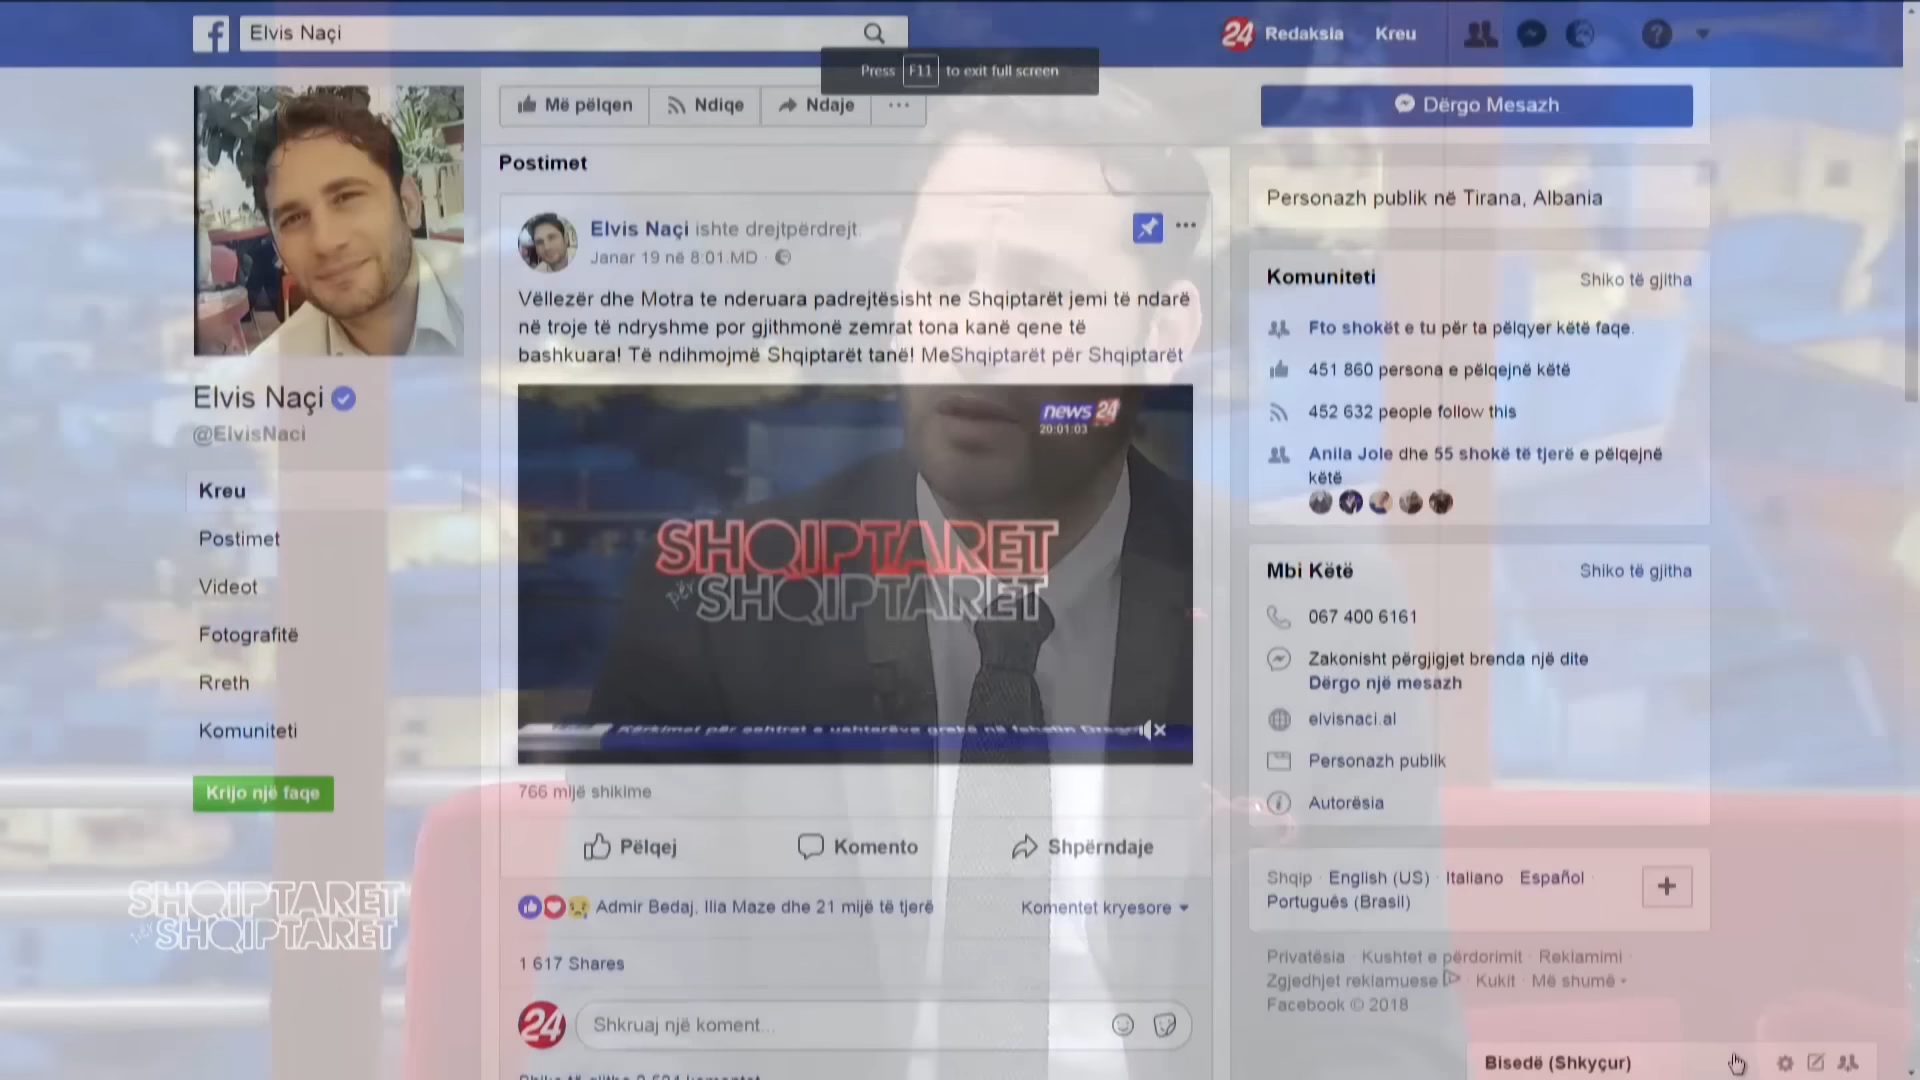 Elvis Naçi
24 Redaksia Kreu
Press F11 to exit full screen
Më pëlqen Ndiqe Ndaje
Dërgo Mesazh
Postimet
Elvis Naçi ishte drejtpërdrejt.
Janar 19 në 8:01.MD
Vëllezër dhe Motra te nderuara padrejtësisht ne Shqiptarët jemi të ndarë
në troje të ndryshme por gjithmonë zemrat tona kanë qene të
bashkuara! Të ndihmojmë Shqiptarët tanë! MeShqiptarët për Shqiptarët
news 24
20:01:03
SHQIPTARET
për SHQIPTARET
766 mijë shikime
Pëlqej Komento Shpërndaje
Admir Bedaj, Ilia Maze dhe 21 mijë të tjerë
Komentet kryesore
1 617 Shares
24 Shkruaj një koment...
Elvis Naçi
@ElvisNaci
Kreu
Postimet
Videot
Fotografitë
Rreth
Komuniteti
Krijo një faqe
SHQIPTARET
për SHQIPTARET
Personazh publik në Tirana, Albania
Komuniteti Shiko të gjitha
Fto shokët e tu për ta pëlqyer këtë faqe.
451 860 persona e pëlqejnë këtë
452 632 people follow this
Anila Jole dhe 55 shokë të tjerë e pëlqejnë
këtë
Mbi Këtë Shiko të gjitha
067 400 6161
Zakonisht përgjigjet brenda një dite
Dërgo një mesazh
elvisnaci.al
Personazh publik
Autorësia
Shqip · English (US) · Italiano · Español ·
Português (Brasil)
Privatësia · Kushtet e përdorimit · Reklamimi ·
Zgjedhjet reklamuese · Kukit · Më shumë
Facebook © 2018
Bisedë (Shkyçur)